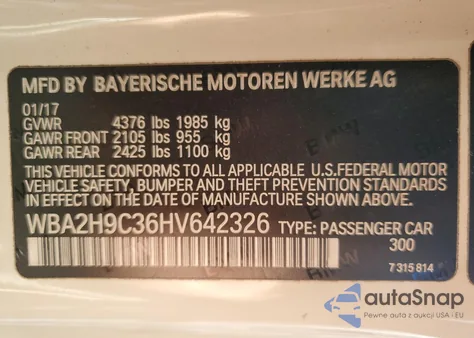 MFD BY BAYERISCHE MOTOREN WERKE AG
01/17
GVWR 4376 lbs 1985 kg
GAWR FRONT 2105 lbs 955 kg
GAWR REAR 2425 lbs 1100 kg
THIS VEHICLE CONFORMS TO ALL APPLICABLE U.S.FEDERAL MOTOR
VEHICLE SAFETY, BUMPER AND THEFT PREVENTION STANDARDS
IN EFFECT ON THE DATE OF MANUFACTURE SHOWN ABOVE.
WBA2H9C36HV642326 TYPE: PASSENGER CAR
300
7 315 814
autoSnap
Pewne auta z aukcji USA - EU